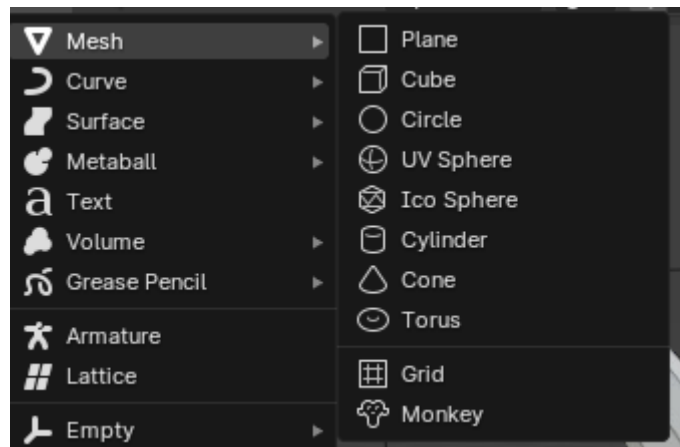 Mesh
Curve
Surface
Metaball
Text
Volume
Grease Pencil
Armature
Lattice
Empty
Plane
Cube
Circle
UV Sphere
Ico Sphere
Cylinder
Cone
Torus
Grid
Monkey